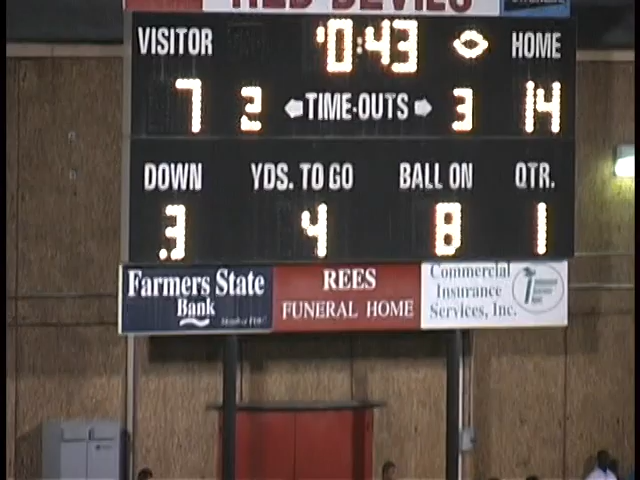 RED DEVILS
VISITOR 0:43 HOME
7 2 TIME-OUTS 3 14
DOWN YDS. TO GO BALL ON QTR.
3 4 8 1
Farmers State
Bank
REES
FUNERAL HOME
Commercial
Insurance
Services, Inc.